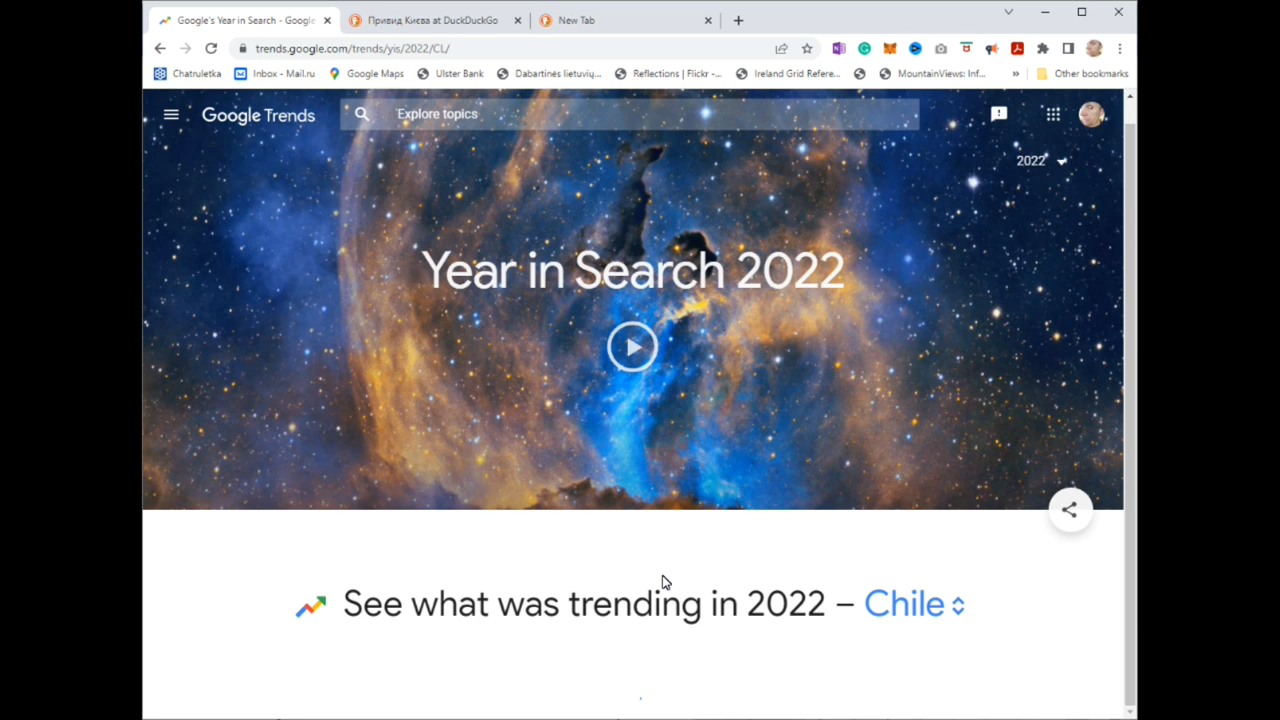 Google's Year in Search - Google
Привид Києва at DuckDuckGo
New Tab
trends.google.com/trends/yis/2022/CL/
Chatruletka
Inbox - Mail.ru
Google Maps
Ulster Bank
Dabartinės lietuvių...
Reflections | Flickr -...
Ireland Grid Refere...
MountainViews: Inf...
»
Other bookmarks
Google Trends
Explore topics
2022
Year in Search 2022
See what was trending in 2022 – Chile